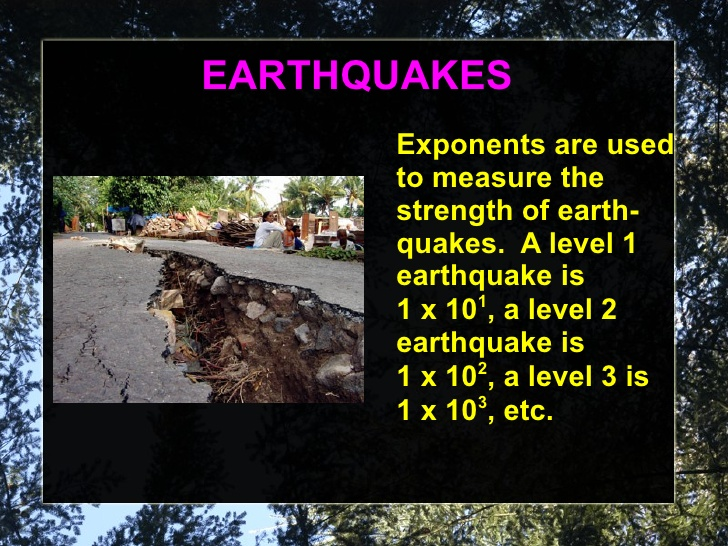 EARTHQUAKES
Exponents are used
to measure the
strength of earth-
quakes.  A level 1
earthquake is
1 x 10¹, a level 2
earthquake is
1 x 10², a level 3 is
1 x 10³, etc.